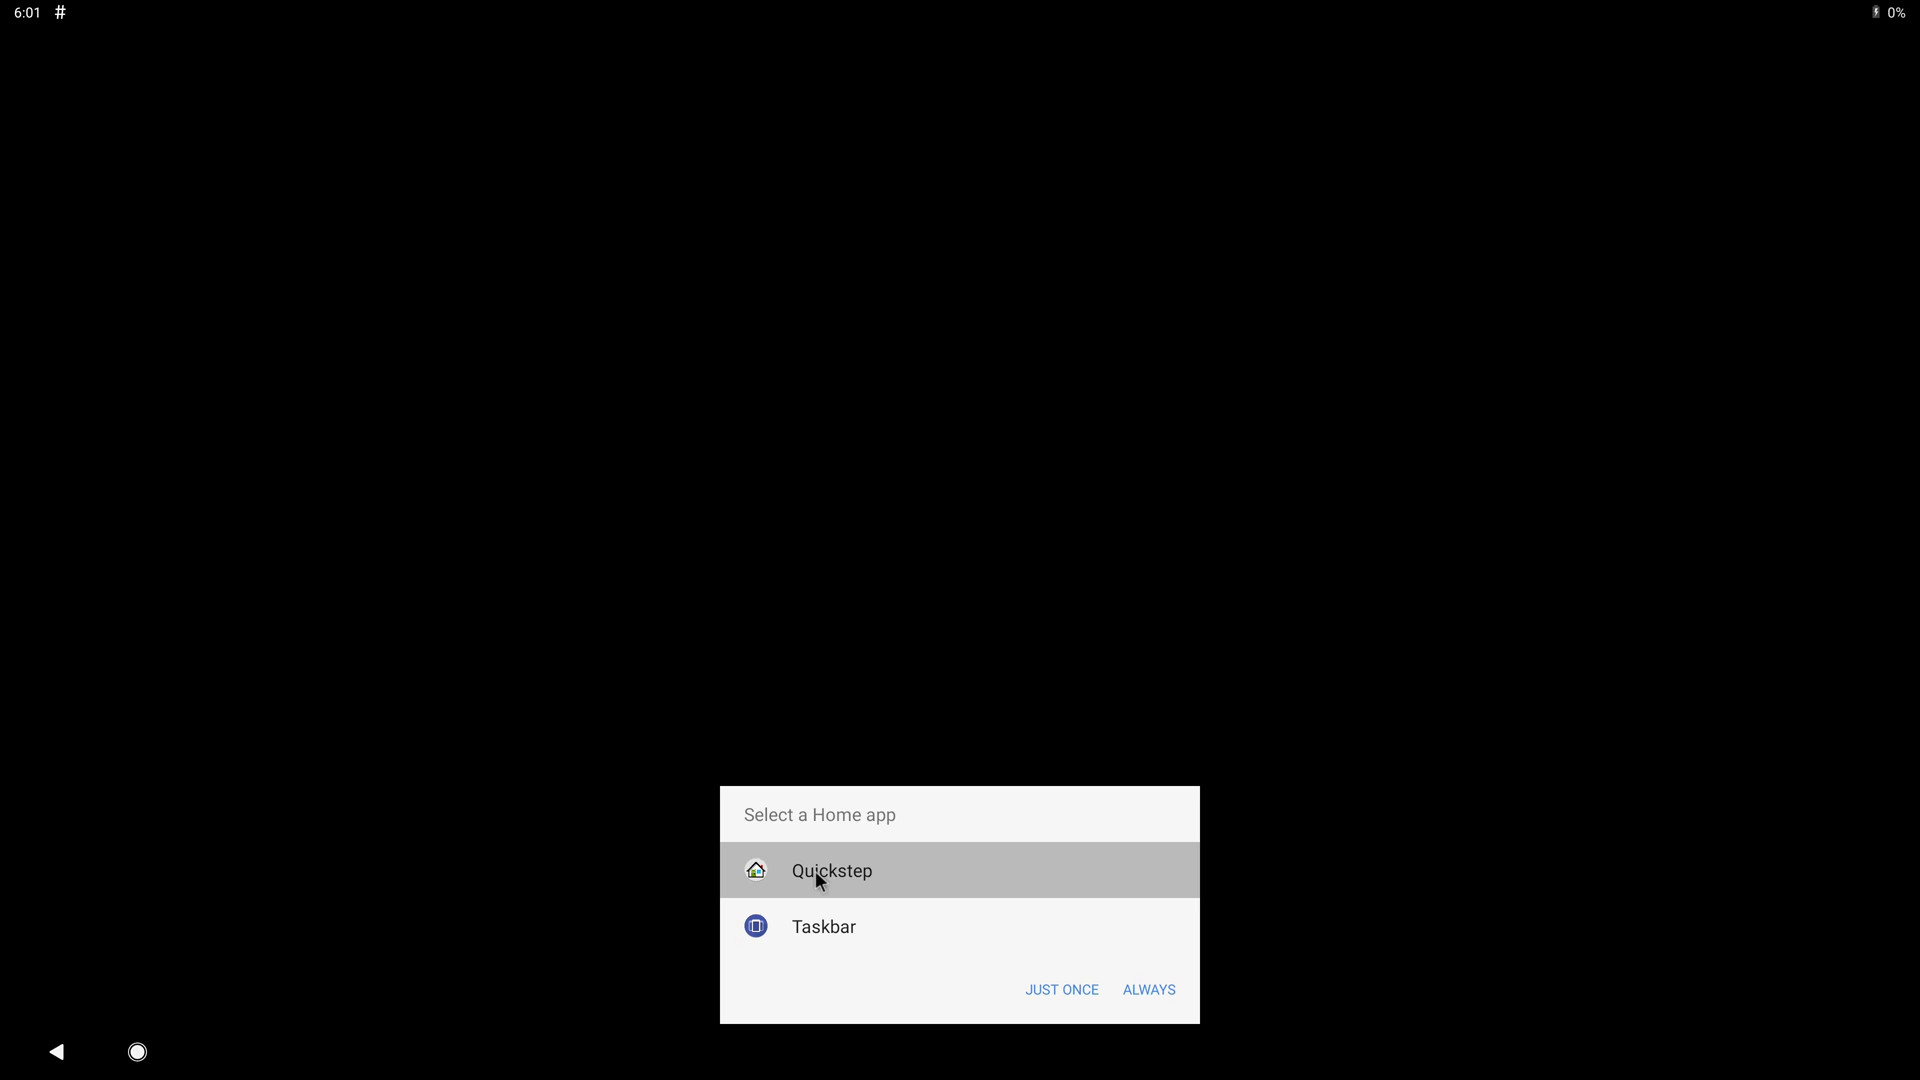 6:01 # 0%
Select a Home app
Quickstep
Taskbar
JUST ONCE ALWAYS